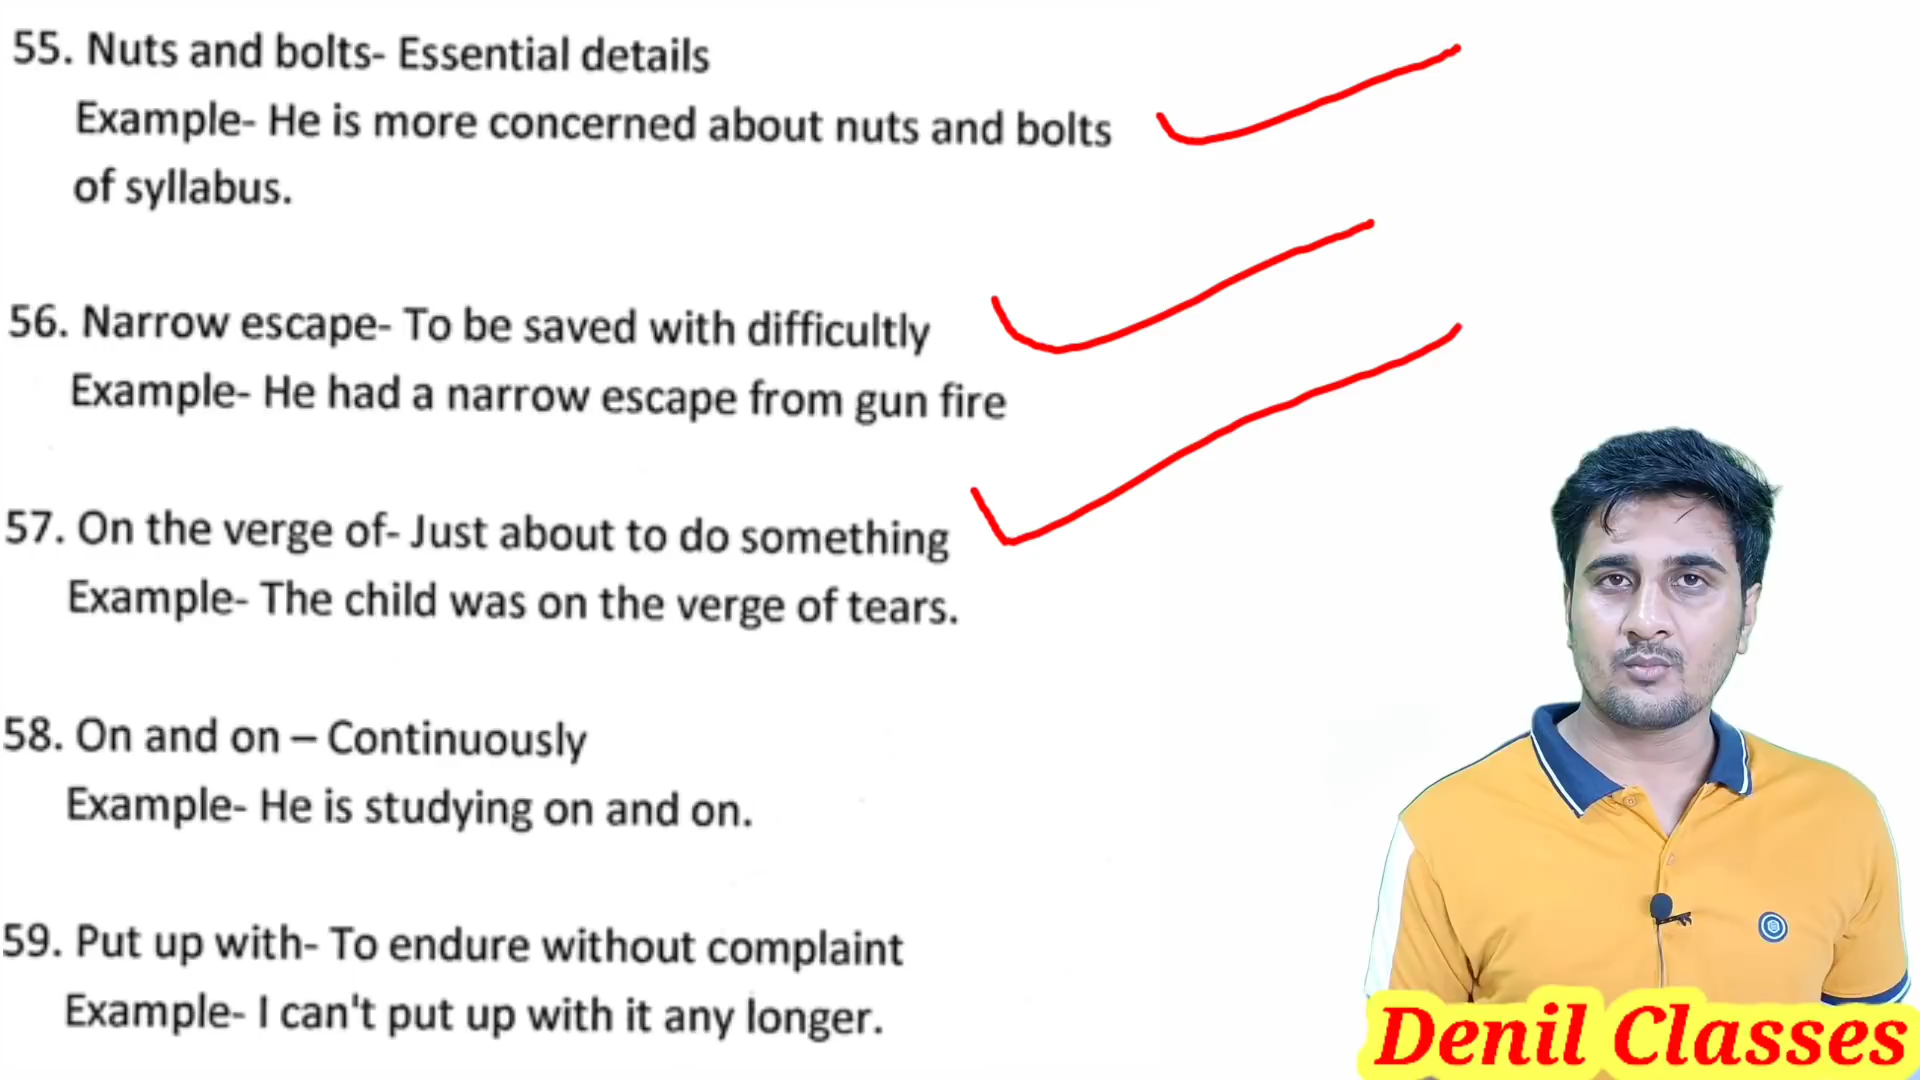 55. Nuts and bolts- Essential details
Example- He is more concerned about nuts and bolts
of syllabus.
56. Narrow escape- To be saved with difficultly
Example- He had a narrow escape from gun fire
57. On the verge of- Just about to do something
Example- The child was on the verge of tears.
58. On and on – Continuously
Example- He is studying on and on.
59. Put up with- To endure without complaint
Example- I can't put up with it any longer.
Denil Classes